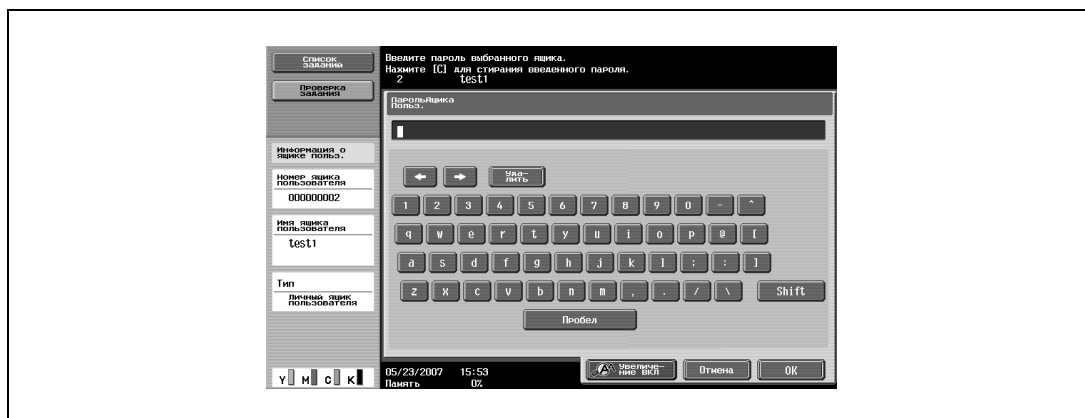 Список
заданий
Проверка
задания
Введите пароль выбранного ящика.
Нажмите [C] для стирания введенного пароля.
2 test1
ПарольЯщика
Польз.
Информация о
ящике польз.
Номер ящика
пользователя
000000002
Имя ящика
пользователя
test1
Тип
Личный ящик
пользователя
Уда-
лить
1 2 3 4 5 6 7 8 9 0 - ^
q w e r t y u i o p @ [
a s d f g h j k l ; : ]
z x c v b n m , . / \ Shift
Пробел
Увеличе-
ние ВКЛ
Отмена
OK
Y M C K
05/23/2007 15:53
Память 0%